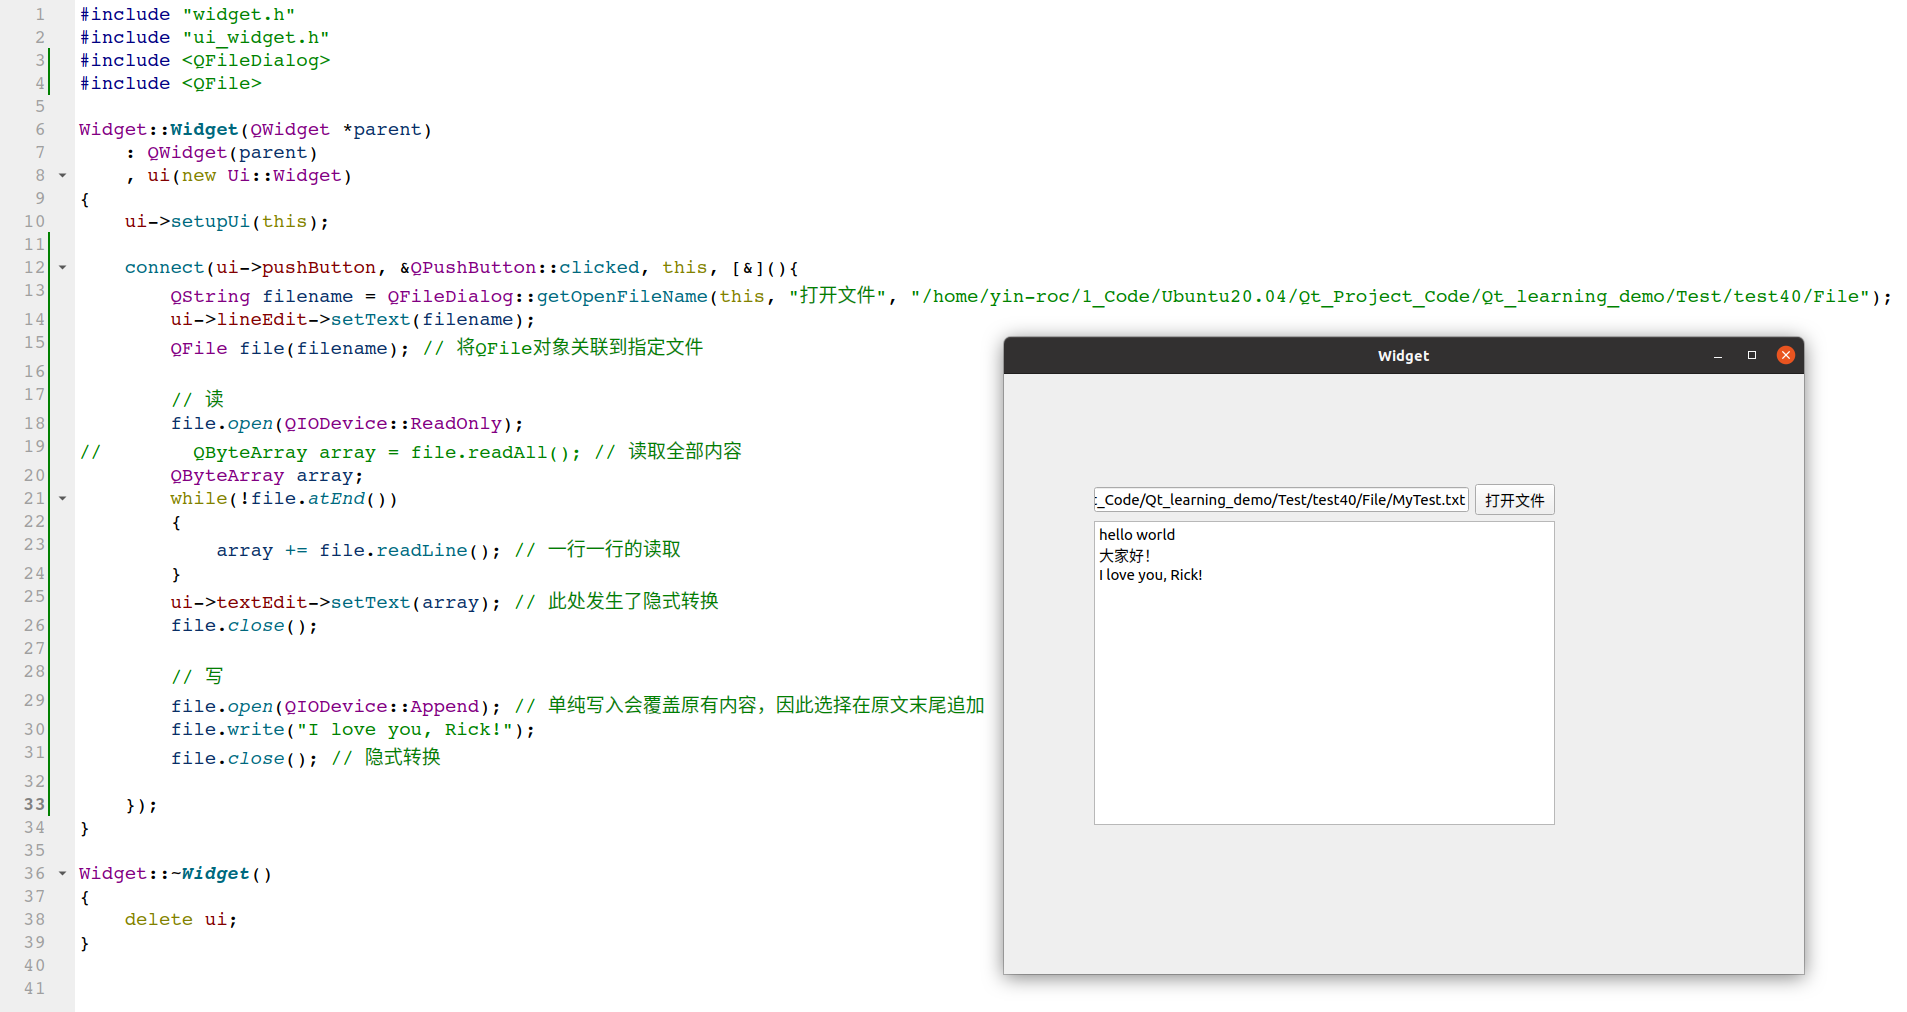 1 #include "widget.h"
2 #include "ui_widget.h"
3 #include <QFileDialog>
4 #include <QFile>
5
6 Widget::Widget(QWidget *parent)
7     : QWidget(parent)
8     , ui(new Ui::Widget)
9 {
10     ui->setupUi(this);
11
12     connect(ui->pushButton, &QPushButton::clicked, this, [&](){
13         QString filename = QFileDialog::getOpenFileName(this, "打开文件", "/home/yin-roc/1_Code/Ubuntu20.04/Qt_Project_Code/Qt_learning_demo/Test/test40/File");
14         ui->lineEdit->setText(filename);
15         QFile file(filename); // 将QFile对象关联到指定文件
16
17         // 读
18         file.open(QIODevice::ReadOnly);
19 //        QByteArray array = file.readAll(); // 读取全部内容
20         QByteArray array;
21         while(!file.atEnd())
22         {
23             array += file.readLine(); // 一行一行的读取
24         }
25         ui->textEdit->setText(array); // 此处发生了隐式转换
26         file.close();
27
28         // 写
29         file.open(QIODevice::Append); // 单纯写入会覆盖原有内容，因此选择在原文末尾追加
30         file.write("I love you, Rick!");
31         file.close(); // 隐式转换
32
33     });
34 }
35
36 Widget::~Widget()
37 {
38     delete ui;
39 }
40
41
Widget
_Code/Qt_learning_demo/Test/test40/File/MyTest.txt 打开文件
hello world
大家好！
I love you, Rick!